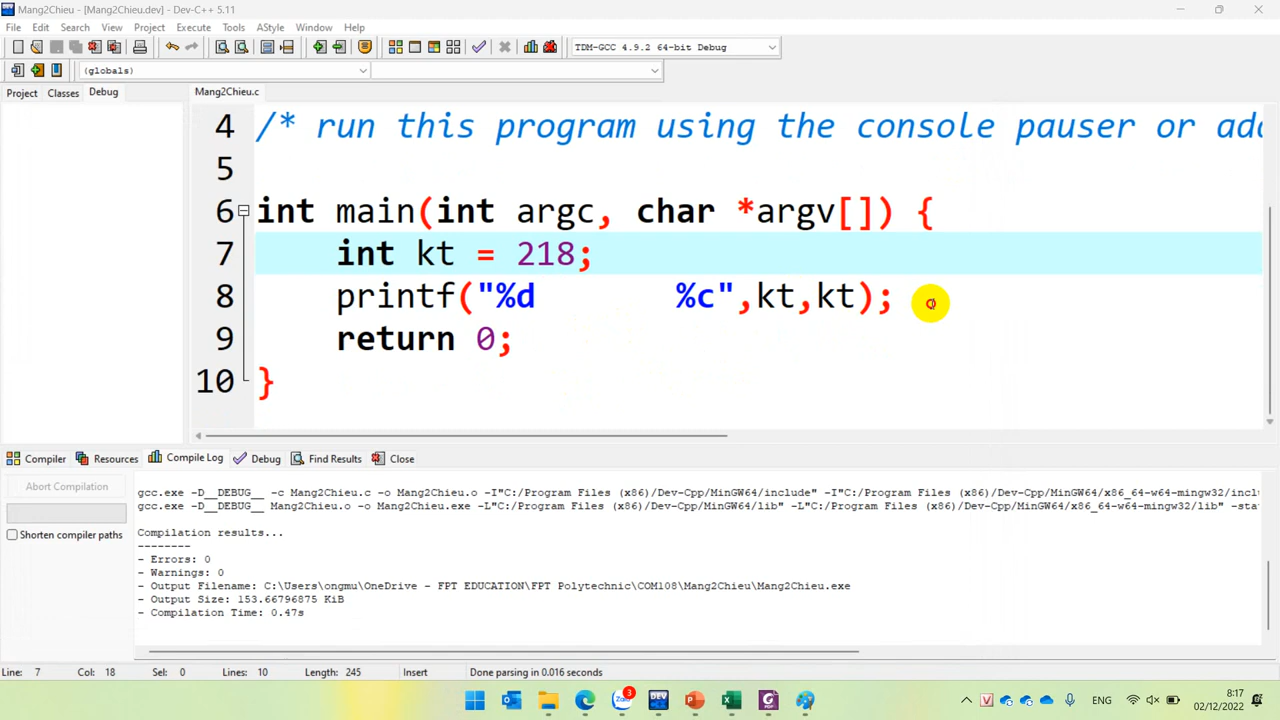 Mang2Chieu - [Mang2Chieu.dev] - Dev-C++ 5.11
File Edit Search View Project Execute Tools AStyle Window Help
TDM-GCC 4.9.2 64-bit Debug
(globals)
Project Classes Debug
Mang2Chieu.c
4 /* run this program using the console pauser or add
5
6 int main(int argc, char *argv[]) {
7 int kt = 218;
8 printf("%d %c",kt,kt);
9 return 0;
10 }
Compiler Resources Compile Log Debug Find Results Close
Abort Compilation
Shorten compiler paths
gcc.exe -D__DEBUG__ -c Mang2Chieu.c -o Mang2Chieu.o -I"C:/Program Files (x86)/Dev-Cpp/MinGW64/include" -I"C:/Program Files (x86)/Dev-Cpp/MinGW64/x86_64-w64-mingw32/inclu
gcc.exe -D__DEBUG__ Mang2Chieu.o -o Mang2Chieu.exe -L"C:/Program Files (x86)/Dev-Cpp/MinGW64/lib" -L"C:/Program Files (x86)/Dev-Cpp/MinGW64/x86_64-w64-mingw32/lib" -sta
Compilation results...
--------
- Errors: 0
- Warnings: 0
- Output Filename: C:\Users\ongmu\OneDrive - FPT EDUCATION\FPT Polytechnic\COM108\Mang2Chieu\Mang2Chieu.exe
- Output Size: 153.66796875 KiB
- Compilation Time: 0.47s
Line: 7 Col: 18 Sel: 0 Lines: 10 Length: 245 Insert Done parsing in 0.016 seconds
Zalo 3 DEV
V ENG 8:17
02/12/2022